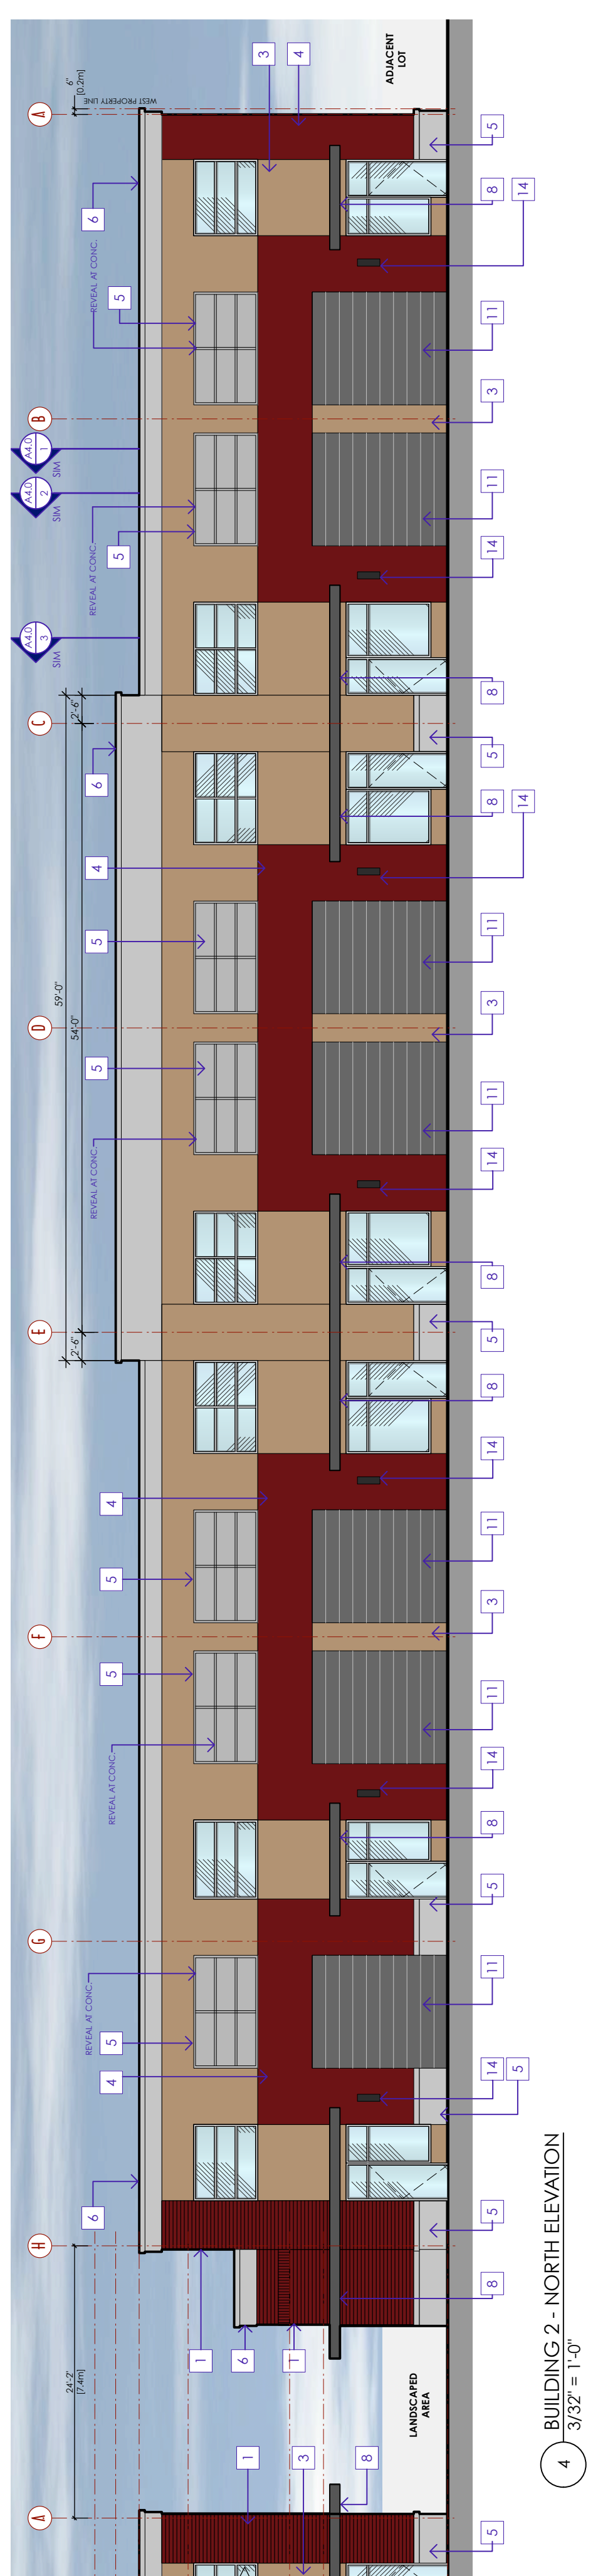 A
H
G
F
E
D
C
B
A
A4.0
3
SIM
A4.0
2
SIM
A4.0
1
SIM
59'-0"
24'-2"
[7.4m]
2'-6"
54'-0"
2'-6"
6"
[0.2m]
WEST PROPERTY LINE
6
REVEAL AT CONC.
5
4
REVEAL AT CONC.
5
5
4
REVEAL AT CONC.
5
5
4
6
REVEAL AT CONC.
5
REVEAL AT CONC.
5
6
3
4
1
6
1
1
3
8
LANDSCAPED
AREA
ADJACENT
LOT
5
8
5
14
5
11
5
8
14
11
3
11
14
8
5
8
14
11
3
11
8
14
5
8
14
11
3
11
8
14
5
4
BUILDING 2 - NORTH ELEVATION
3/32" = 1'-0"